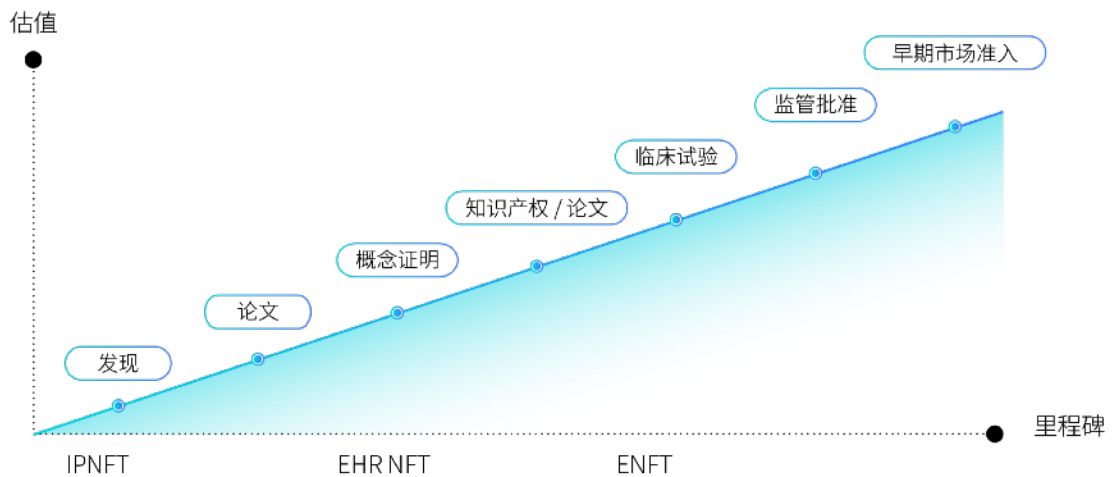 估值
早期市场准入
监管批准
临床试验
知识产权 / 论文
概念证明
论文
发现
里程碑
IPNFT
EHR NFT
ENFT